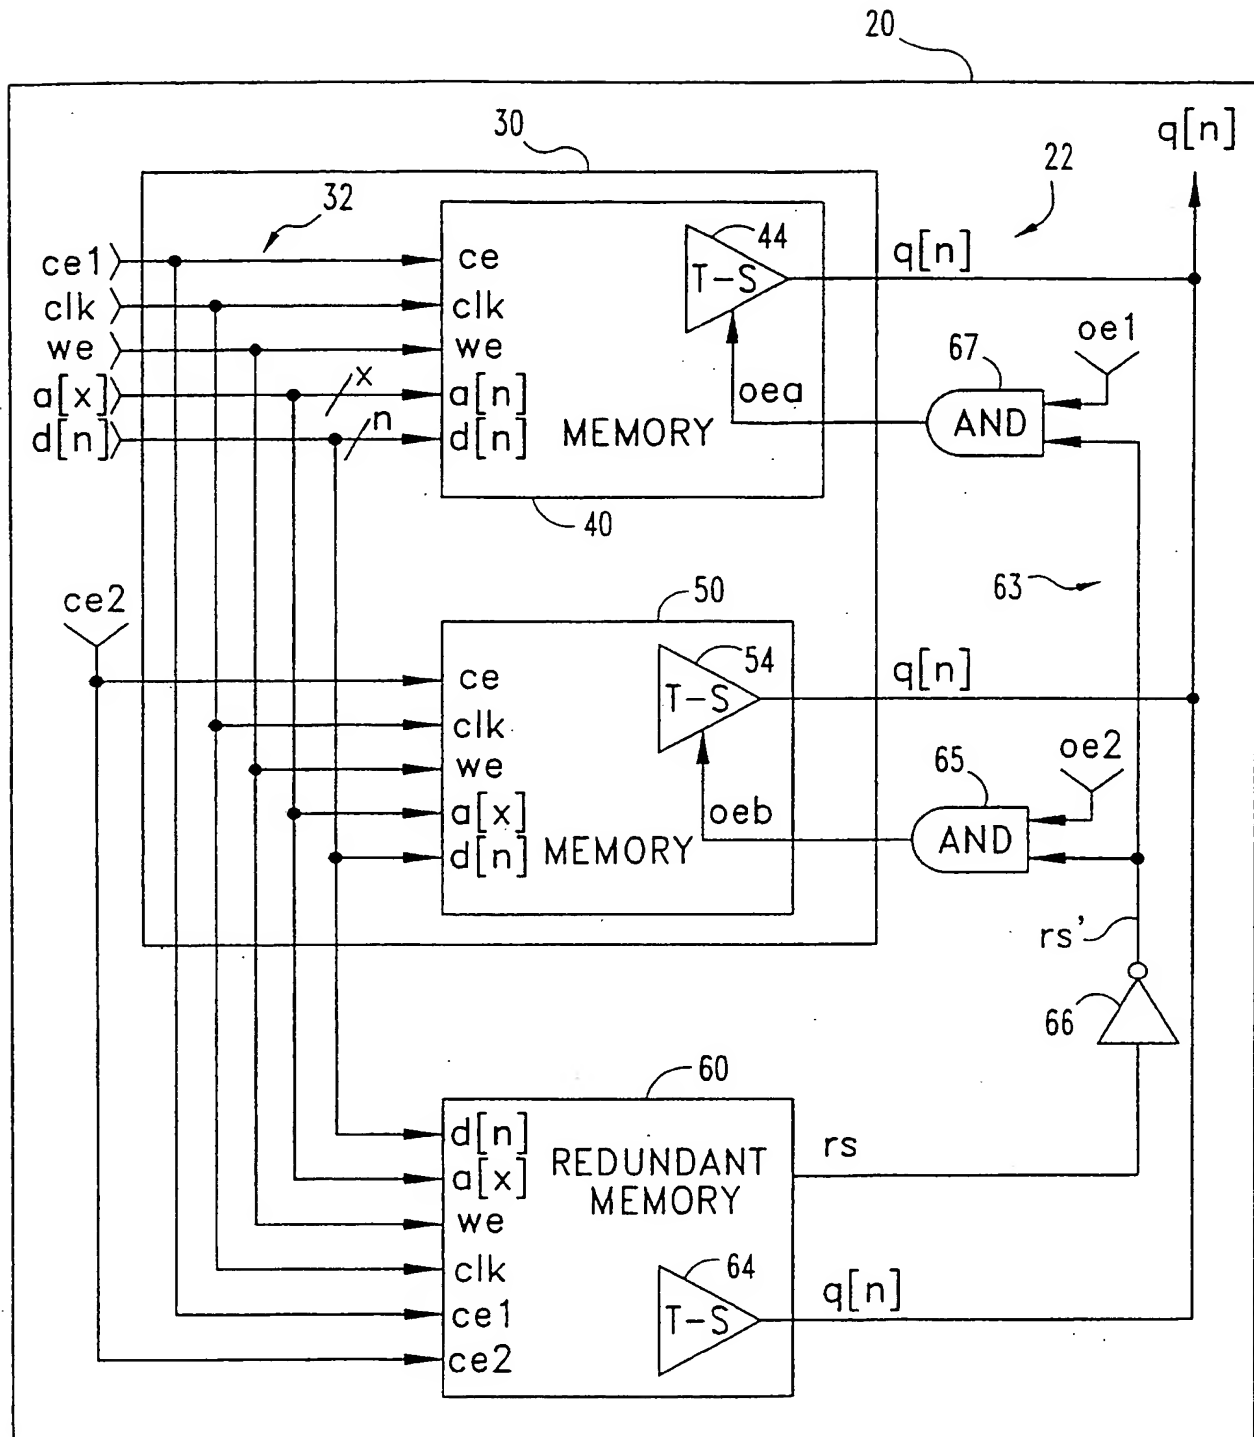 20
30
q[n]
22
32
44
ce1
ce
T-S
q[n]
clk
clk
oe1
we
we
67
a[x]
x
a[n]
oea
AND
d[n]
n
d[n]
MEMORY
40
63
ce2
50
54
ce
T-S
q[n]
clk
oe2
we
65
a[x]
oeb
AND
d[n]
MEMORY
rs'
66
60
d[n]
REDUNDANT
rs
a[x]
MEMORY
we
clk
64
q[n]
ce1
T-S
ce2